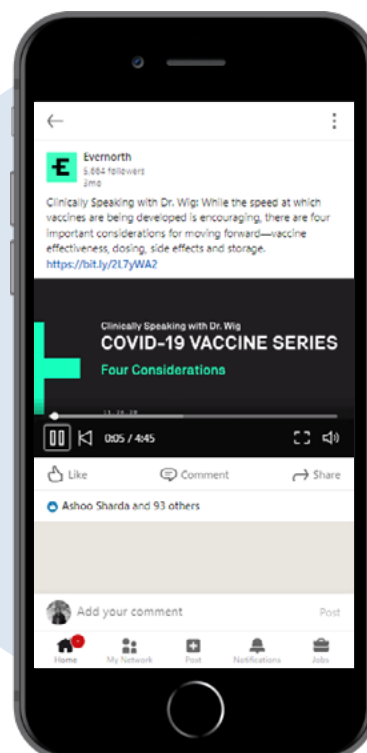 Evernorth
5,664 followers
3mo
Clinically Speaking with Dr. Wig: While the speed at which
vaccines are being developed is encouraging, there are four
important considerations for moving forward—vaccine
effectiveness, dosing, side effects and storage.
https://bit.ly/2L7yWA2
Clinically Speaking with Dr. Wig
COVID-19 VACCINE SERIES
Four Considerations
0:05 / 4:45
Like
Comment
Share
Ashoo Sharda and 93 others
Add your comment
Post
Home
My Network
Post
Notifications
Jobs